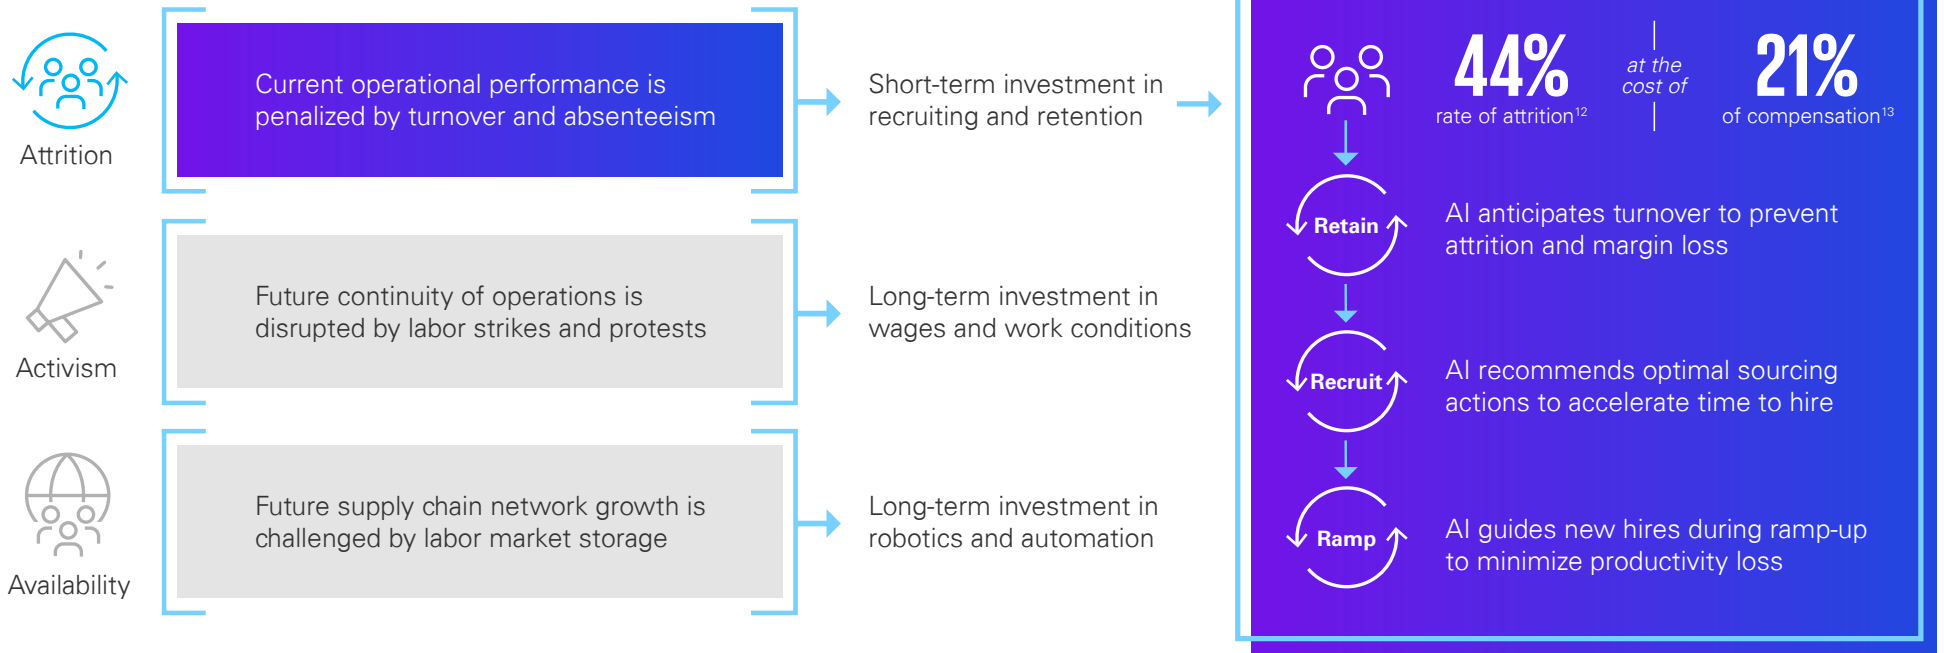 Attrition
Current operational performance is
penalized by turnover and absenteeism
Short-term investment in
recruiting and retention
Activism
Future continuity of operations is
disrupted by labor strikes and protests
Long-term investment in
wages and work conditions
Availability
Future supply chain network growth is
challenged by labor market storage
Long-term investment in
robotics and automation
44%
rate of attrition¹²
at the
cost of
21%
of compensation¹³
Retain
AI anticipates turnover to prevent
attrition and margin loss
Recruit
AI recommends optimal sourcing
actions to accelerate time to hire
Ramp
AI guides new hires during ramp-up
to minimize productivity loss